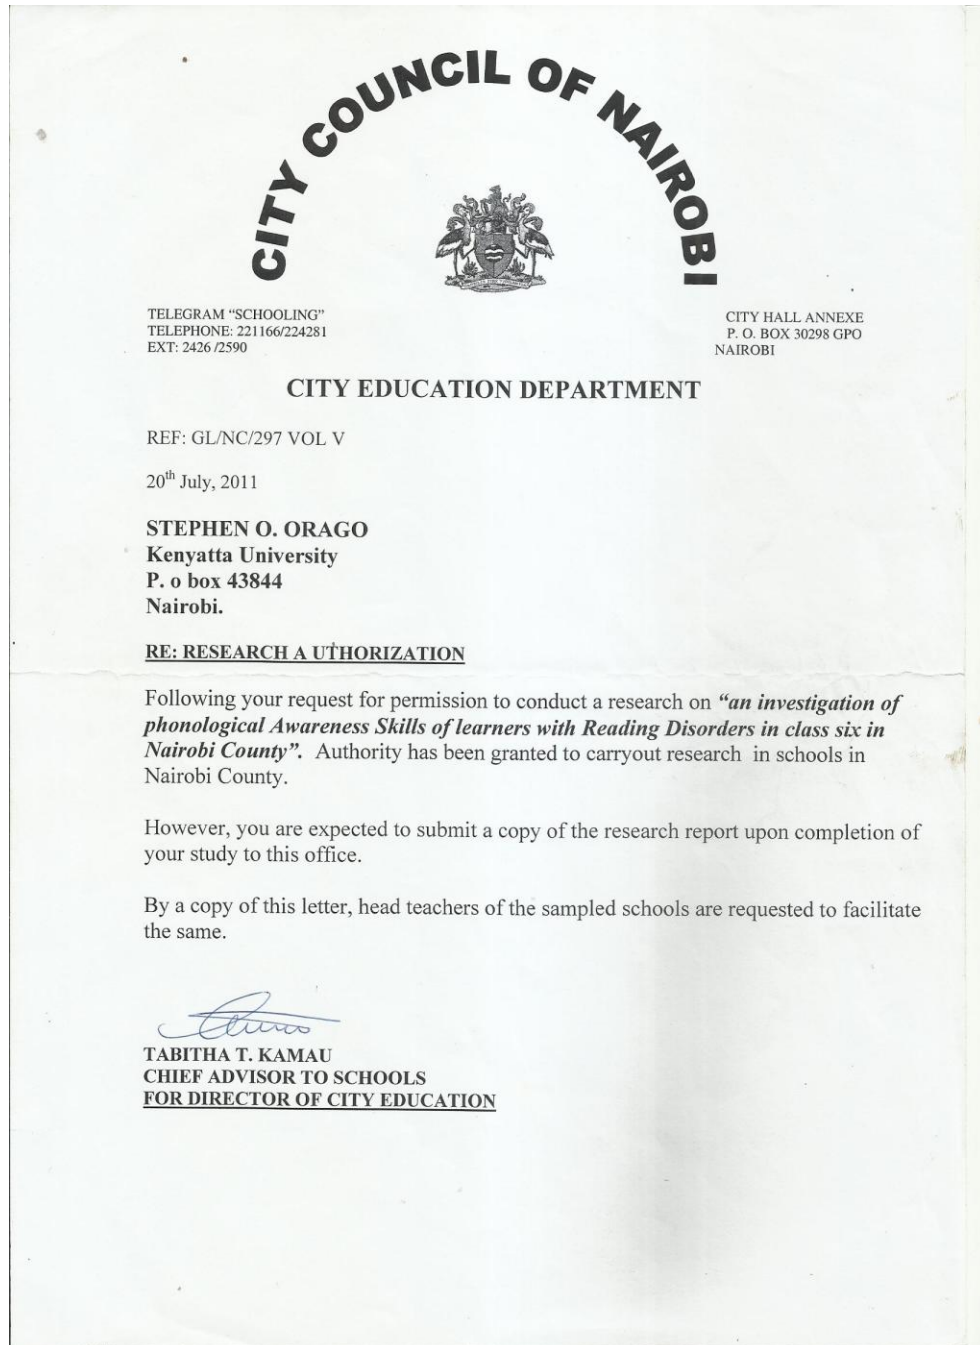 CITY COUNCIL OF NAIROBI
TELEGRAM “SCHOOLING”
TELEPHONE: 221166/224281
EXT: 2426 /2590
CITY HALL ANNEXE
P. O. BOX 30298 GPO
NAIROBI
CITY EDUCATION DEPARTMENT
REF: GL/NC/297 VOL V
20th July, 2011
STEPHEN O. ORAGO
Kenyatta University
P. o box 43844
Nairobi.
RE: RESEARCH A UTHORIZATION
Following your request for permission to conduct a research on “an investigation of
phonological Awareness Skills of learners with Reading Disorders in class six in
Nairobi County”. Authority has been granted to carryout research in schools in
Nairobi County.
However, you are expected to submit a copy of the research report upon completion of
your study to this office.
By a copy of this letter, head teachers of the sampled schools are requested to facilitate
the same.
TABITHA T. KAMAU
CHIEF ADVISOR TO SCHOOLS
FOR DIRECTOR OF CITY EDUCATION